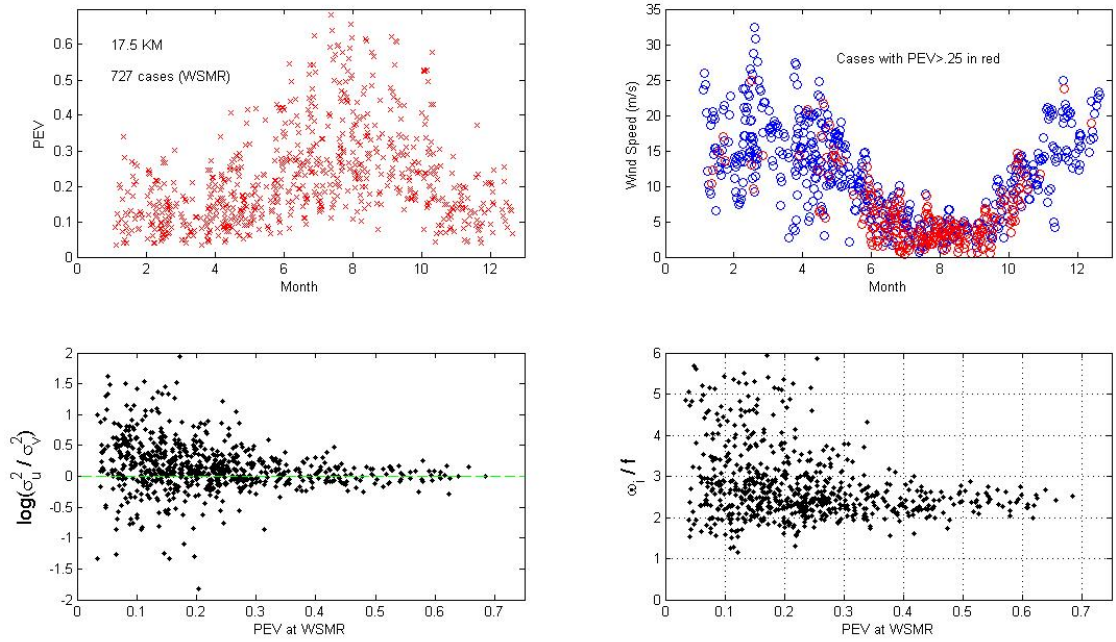 0.6
0.5
0.4
0.3
0.2
0.1
0
PEV
17.5 KM
727 cases (WSMR)
0 2 4 6 8 10 12
Month
35
30
25
20
15
10
5
0
Wind Speed (m/s)
Cases with PEV>.25 in red
0 2 4 6 8 10 12
Month
2
1.5
1
0.5
0
-0.5
-1
-1.5
-2
log(σ_u^2 / σ_v^2)
0.1 0.2 0.3 0.4 0.5 0.6 0.7
PEV at WSMR
6
5
4
3
2
1
0
ω_i / f
0.1 0.2 0.3 0.4 0.5 0.6 0.7
PEV at WSMR